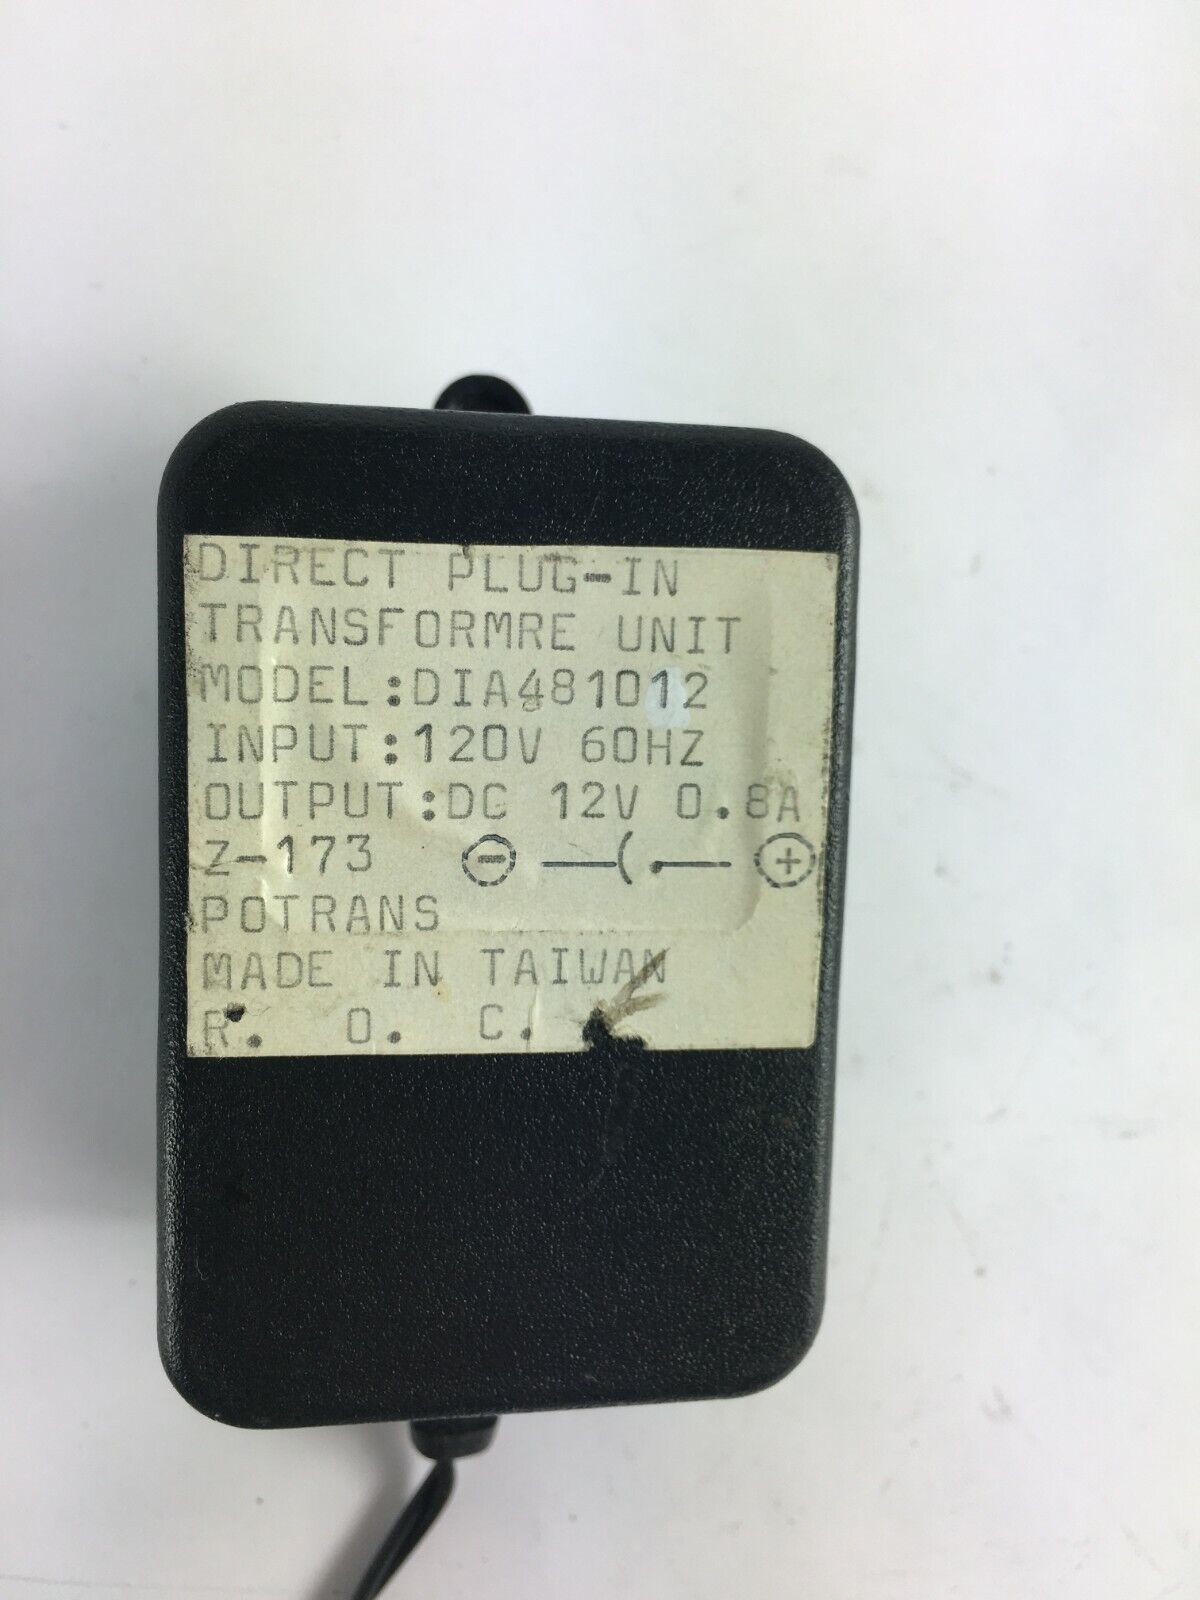 DIRECT PLUG-IN
TRANSFORMRE UNIT
MODEL:DIA481012
INPUT:120V 60HZ
OUTPUT:DC 12V 0.8A
Z-173 ⊖ —(.— ⊕
POTRANS
MADE IN TAIWAN
R. O. C.